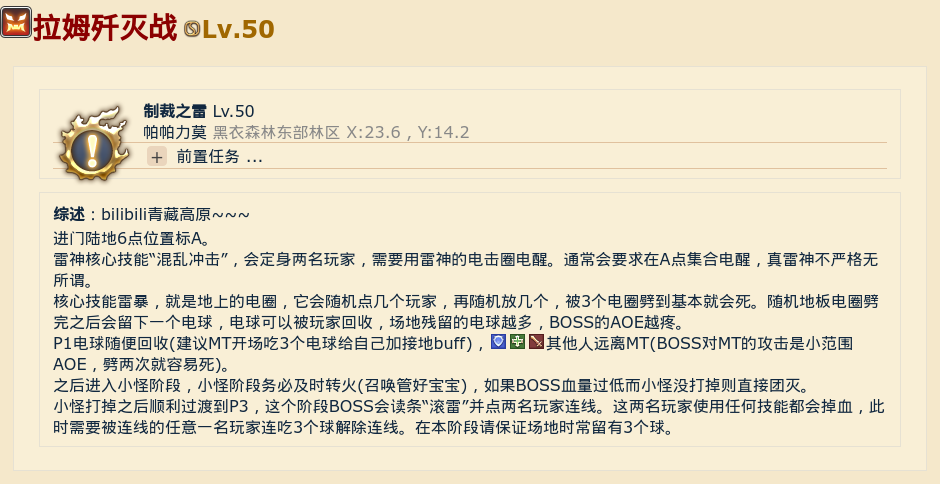 拉姆歼灭战 Lv.50
制裁之雷 Lv.50
帕帕力莫 黑衣森林东部林区 X:23.6 , Y:14.2
+ 前置任务 ...
综述：bilibili青藏高原~~~
进门陆地6点位置标A。
雷神核心技能“混乱冲击”，会定身两名玩家，需要用雷神的电击圈电醒。通常会要求在A点集合电醒，真雷神不严格无
所谓。
核心技能雷暴，就是地上的电圈，它会随机点几个玩家，再随机放几个，被3个电圈劈到基本就会死。随机地板电圈劈
完之后会留下一个电球，电球可以被玩家回收，场地残留的电球越多，BOSS的AOE越疼。
P1电球随便回收(建议MT开场吃3个电球给自己加接地buff)，其他人远离MT(BOSS对MT的攻击是小范围
AOE，劈两次就容易死)。
之后进入小怪阶段，小怪阶段务必及时转火(召唤管好宝宝)，如果BOSS血量过低而小怪没打掉则直接团灭。
小怪打掉之后顺利过渡到P3，这个阶段BOSS会读条“滚雷”并点两名玩家连线。这两名玩家使用任何技能都会掉血，此
时需要被连线的任意一名玩家连吃3个球解除连线。在本阶段请保证场地时常留有3个球。